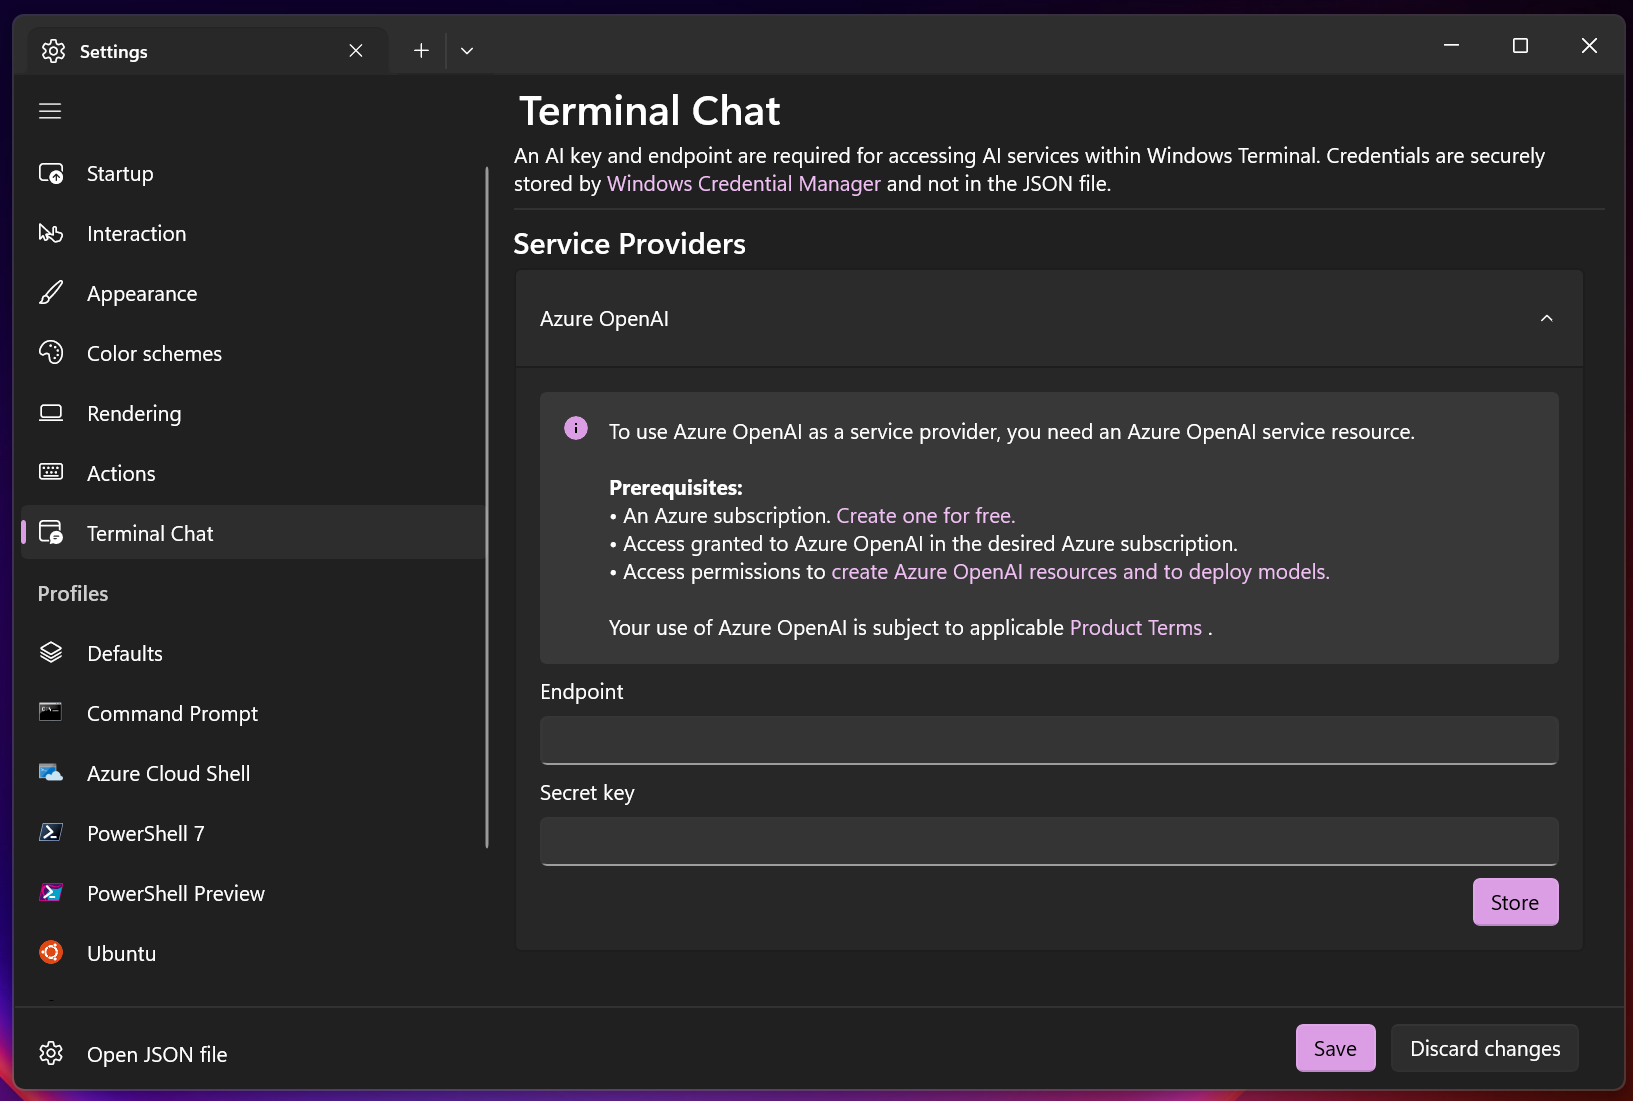 Settings
Terminal Chat
An AI key and endpoint are required for accessing AI services within Windows Terminal. Credentials are securely
stored by Windows Credential Manager and not in the JSON file.
Startup
Interaction
Appearance
Color schemes
Rendering
Actions
Terminal Chat
Profiles
Defaults
Command Prompt
Azure Cloud Shell
PowerShell 7
PowerShell Preview
Ubuntu
Open JSON file
Service Providers
Azure OpenAI
To use Azure OpenAI as a service provider, you need an Azure OpenAI service resource.
Prerequisites:
• An Azure subscription. Create one for free.
• Access granted to Azure OpenAI in the desired Azure subscription.
• Access permissions to create Azure OpenAI resources and to deploy models.
Your use of Azure OpenAI is subject to applicable Product Terms .
Endpoint
Secret key
Store
Save
Discard changes